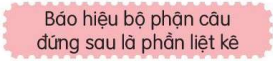 Báo hiệu bộ phận câu
đứng sau là phần liệt kê